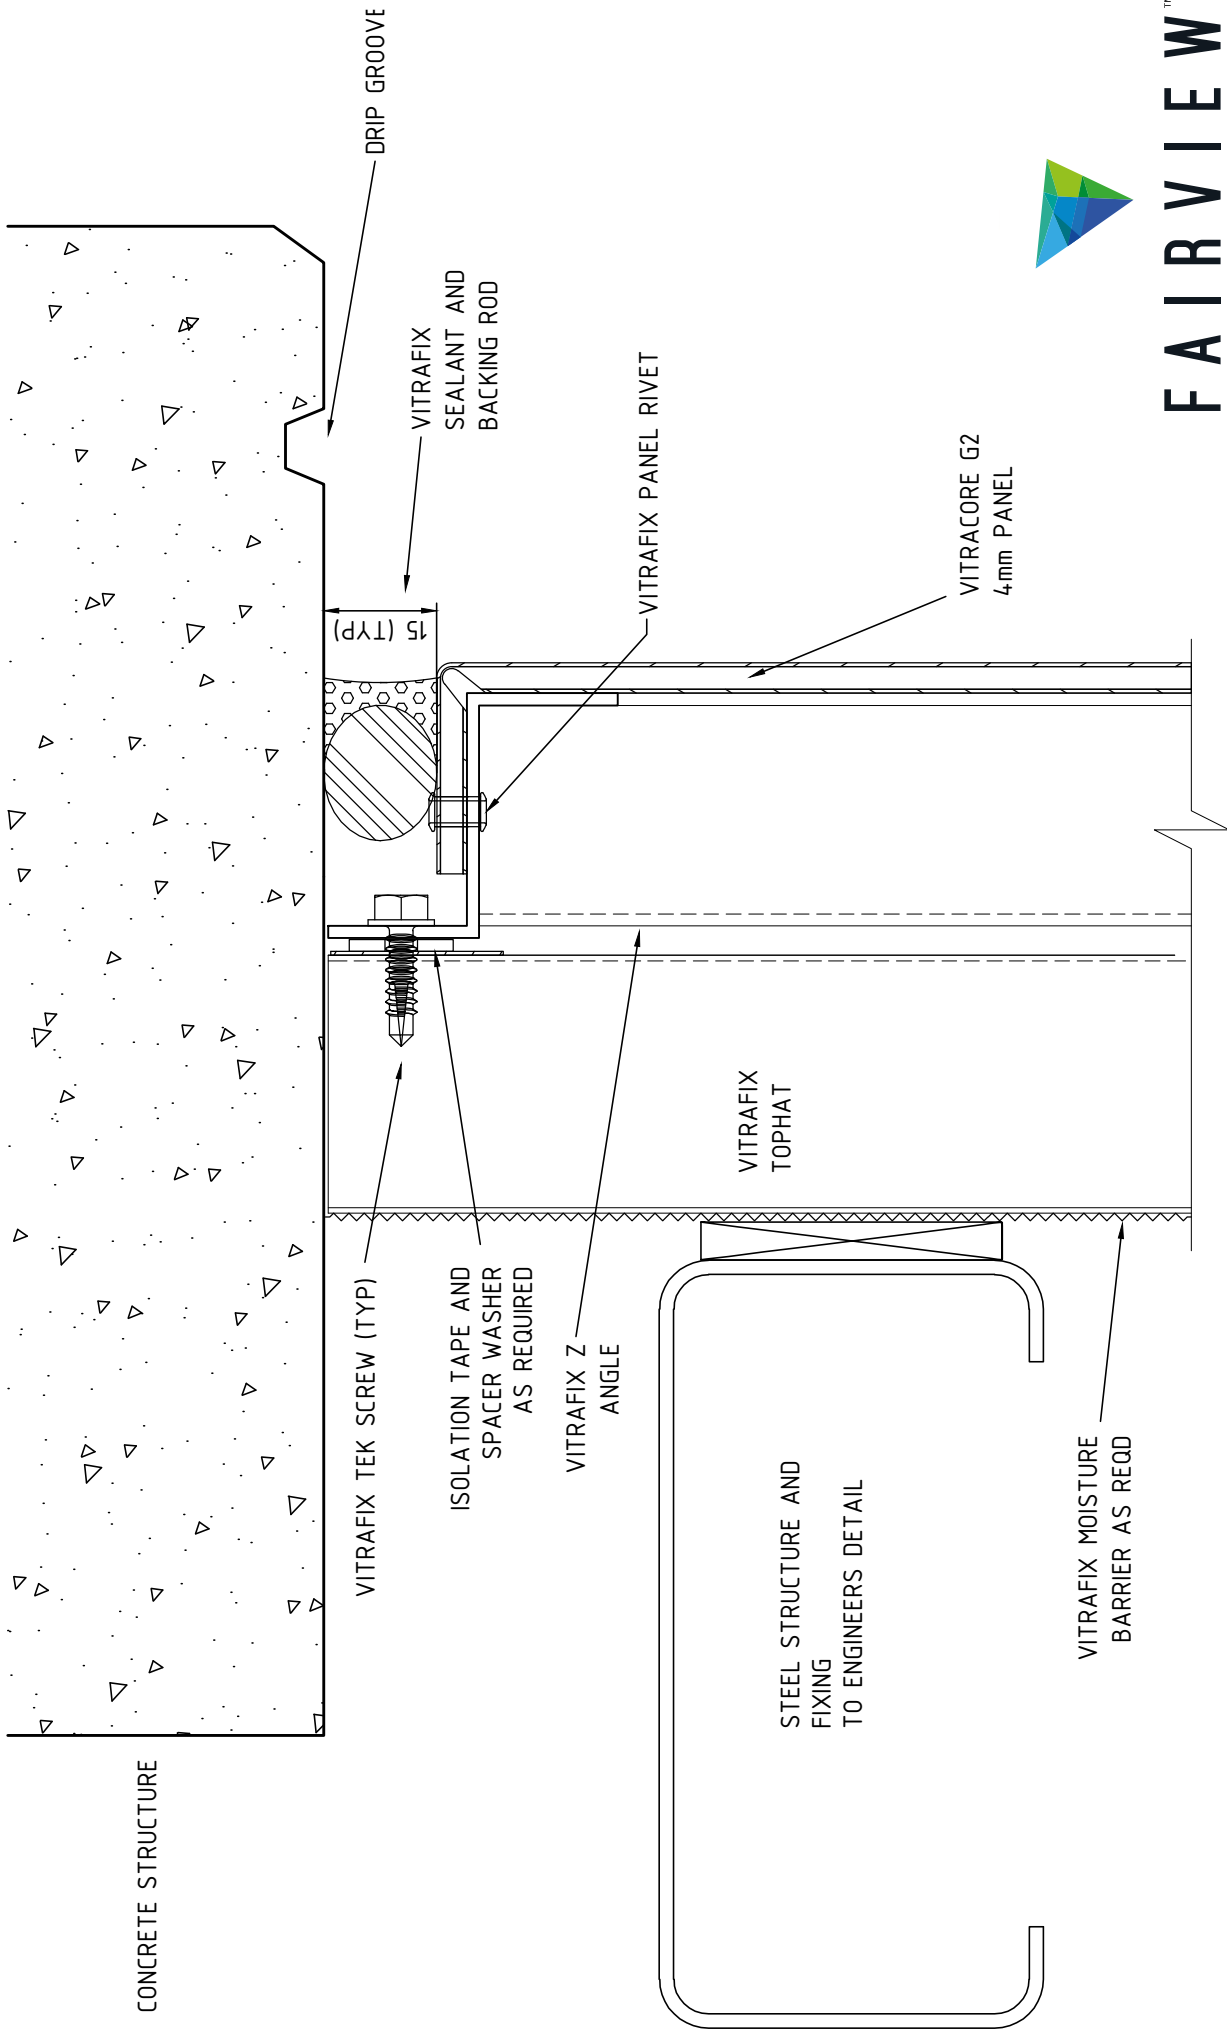 CONCRETE STRUCTURE
DRIP GROOVE
VITRAFIX
SEALANT AND
BACKING ROD
15 (TYP)
VITRAFIX PANEL RIVET
VITRACORE G2
4mm PANEL
VITRAFIX TEK SCREW (TYP)
ISOLATION TAPE AND
SPACER WASHER
AS REQUIRED
VITRAFIX Z
ANGLE
VITRAFIX
TOPHAT
STEEL STRUCTURE AND
FIXING
TO ENGINEERS DETAIL
VITRAFIX MOISTURE
BARRIER AS REQD
FAIRVIEW™